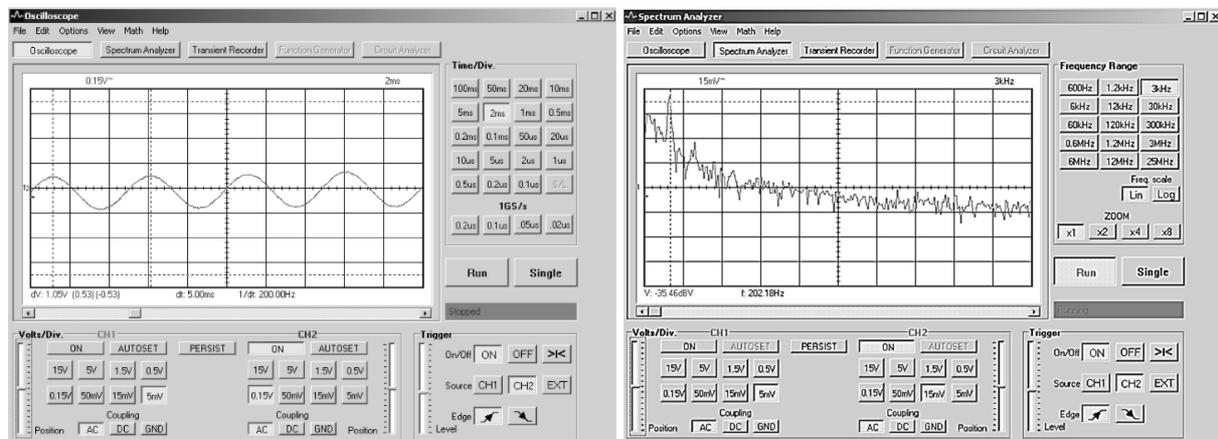 Oscilloscope
File Edit Options View Math Help
Oscilloscope Spectrum Analyzer Transient Recorder Function Generator Circuit Analyzer
0.15V~ 2ms
dV: 1.05V (0.53) (-0.53) dt: 5.00ms 1/dt: 200.00Hz
Time/Div.
100ms 50ms 20ms 10ms
5ms 2ms 1ms 0.5ms
0.2ms 0.1ms 50us 20us
10us 5us 2us 1us
0.5us 0.2us 0.1us S/L
1GS/s
0.2us 0.1us .05us .02us
Run Single
Stopped
Volts/Div. CH1 CH2
ON AUTOSET PERSIST ON AUTOSET
15V 5V 1.5V 0.5V 15V 5V 1.5V 0.5V
0.15V 50mV 15mV 5mV 0.15V 50mV 15mV 5mV
Coupling Coupling
Position AC DC GND AC DC GND Position
Trigger
On/Off ON OFF >|<
Source CH1 CH2 EXT
Edge
Level
Spectrum Analyzer
File Edit Options View Math Help
Oscilloscope Spectrum Analyzer Transient Recorder Function Generator Circuit Analyzer
15mV~ 3kHz
V: -35.46dBV f: 202.18Hz
Frequency Range
600Hz 1.2kHz 3kHz
6kHz 12kHz 30kHz
60kHz 120kHz 300kHz
0.6MHz 1.2MHz 3MHz
6MHz 12MHz 25MHz
Freq. scale
Lin Log
ZOOM
x1 x2 x4 x8
Run Single
Running
Volts/Div. CH1 CH2
ON AUTOSET PERSIST ON AUTOSET
15V 5V 1.5V 0.5V 15V 5V 1.5V 0.5V
0.15V 50mV 15mV 5mV 0.15V 50mV 15mV 5mV
Coupling Coupling
Position AC DC GND AC DC GND Position
Trigger
On/Off ON OFF >|<
Source CH1 CH2 EXT
Edge
Level